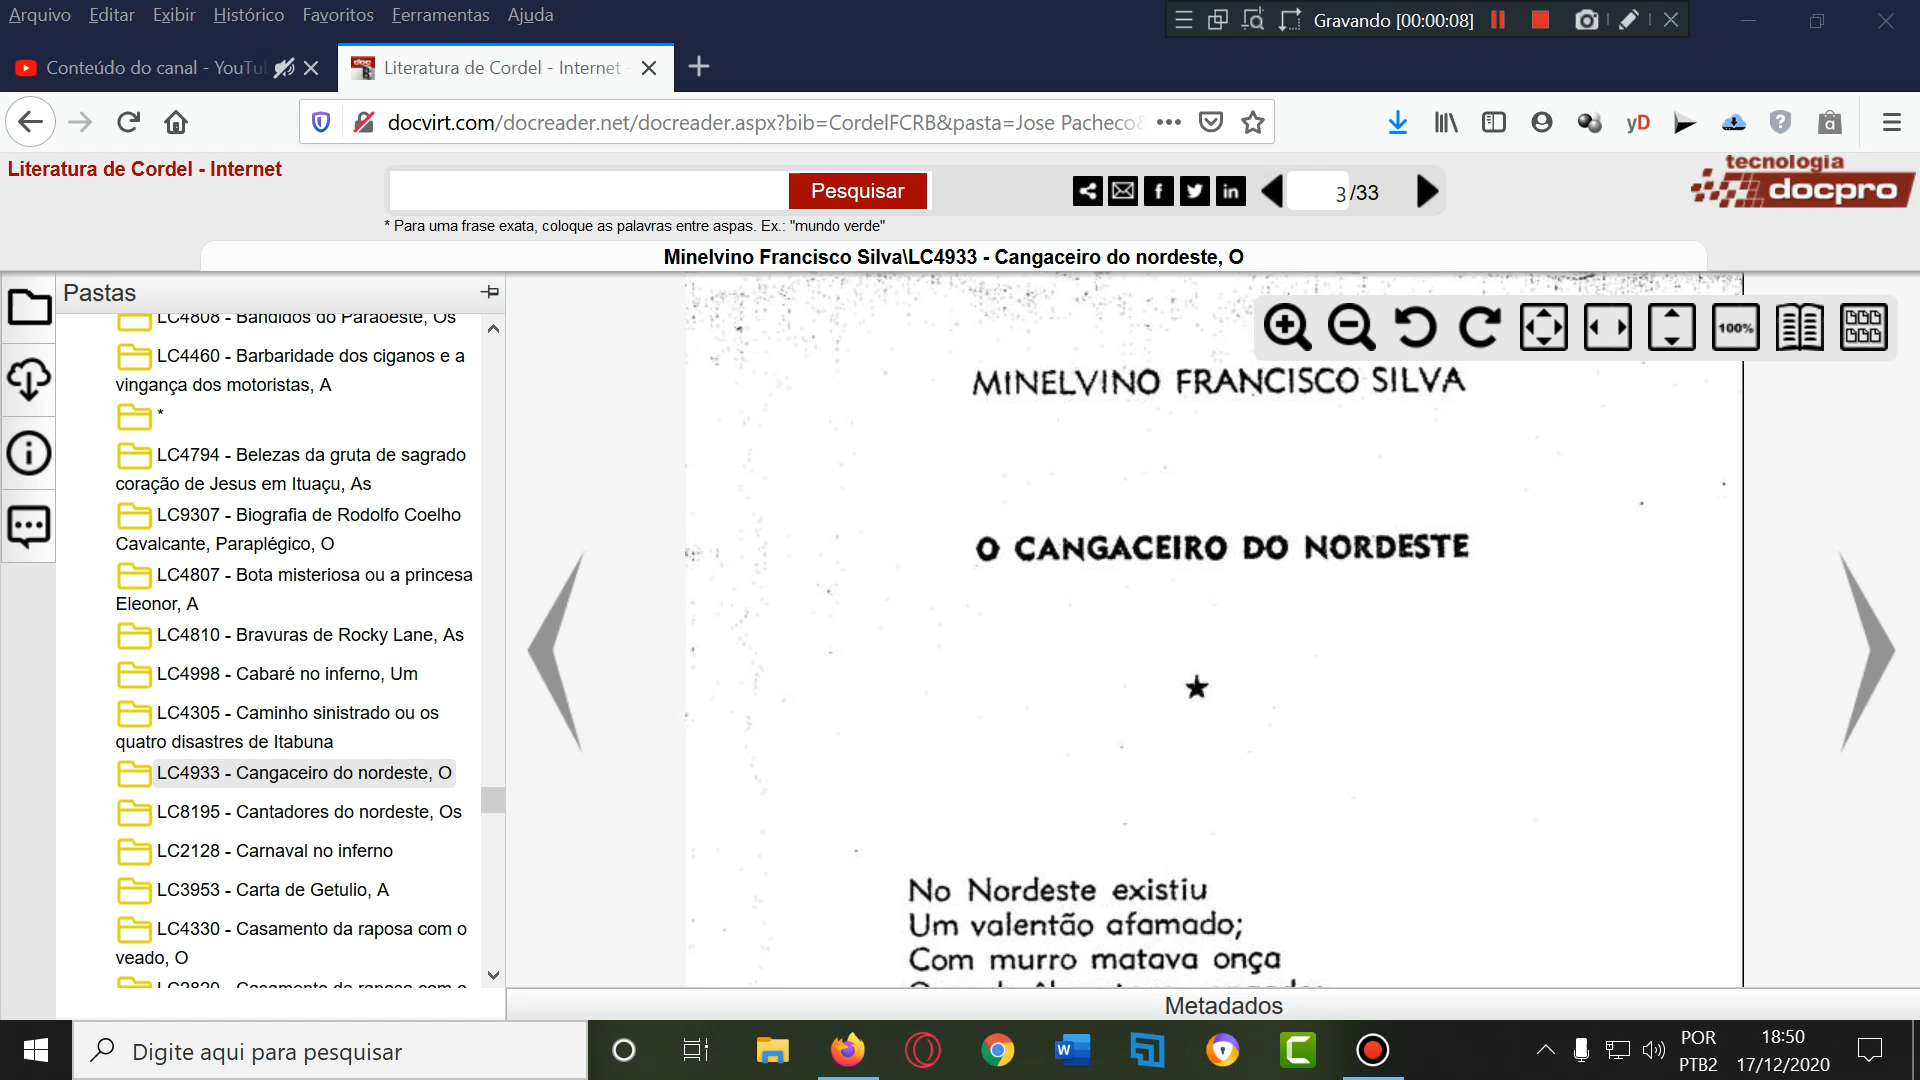 Arquivo Editar Exibir Histórico Favoritos Ferramentas Ajuda
Gravando [00:00:08]
Conteúdo do canal - YouTu
Literatura de Cordel - Internet -
docvirt.com/docreader.net/docreader.aspx?bib=CordelFCRB&pasta=Jose Pacheco&
yD
a
Literatura de Cordel - Internet
Pesquisar
3 /33
tecnologia
docpro
* Para uma frase exata, coloque as palavras entre aspas. Ex.: "mundo verde"
Minelvino Francisco Silva\LC4933 - Cangaceiro do nordeste, O
Pastas
LC4808 - Bandidos do Paraoeste, Os
LC4460 - Barbaridade dos ciganos e a
vingança dos motoristas, A
*
LC4794 - Belezas da gruta de sagrado
coração de Jesus em Ituaçu, As
LC9307 - Biografia de Rodolfo Coelho
Cavalcante, Paraplégico, O
LC4807 - Bota misteriosa ou a princesa
Eleonor, A
LC4810 - Bravuras de Rocky Lane, As
LC4998 - Cabaré no inferno, Um
LC4305 - Caminho sinistrado ou os
quatro disastres de Itabuna
LC4933 - Cangaceiro do nordeste, O
LC8195 - Cantadores do nordeste, Os
LC2128 - Carnaval no inferno
LC3953 - Carta de Getulio, A
LC4330 - Casamento da raposa com o
veado, O
100%
MINELVINO FRANCISCO SILVA
O CANGACEIRO DO NORDESTE
No Nordeste existiu
Um valentão afamado;
Com murro matava onça
Metadados
Digite aqui para pesquisar
POR
PTB2
18:50
17/12/2020